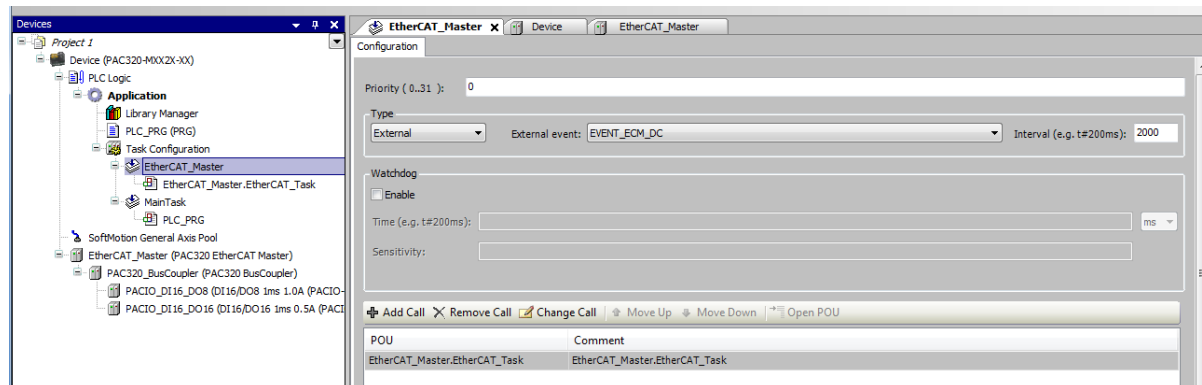 Devices
Project 1
Device (PAC320-MXX2X-XX)
PLC Logic
Application
Library Manager
PLC_PRG (PRG)
Task Configuration
EtherCAT_Master
EtherCAT_Master.EtherCAT_Task
MainTask
PLC_PRG
SoftMotion General Axis Pool
EtherCAT_Master (PAC320 EtherCAT Master)
PAC320_BusCoupler (PAC320 BusCoupler)
PACIO_DI16_DO8 (DI16/DO8 1ms 1.0A (PACIO-
PACIO_DI16_DO16 (DI16/DO16 1ms 0.5A (PACI
EtherCAT_Master Device EtherCAT_Master
Configuration
Priority ( 0..31 ): 0
Type
External External event: EVENT_ECM_DC Interval (e.g. t#200ms): 2000
Watchdog
Enable
Time (e.g. t#200ms): ms
Sensitivity:
Add Call Remove Call Change Call Move Up Move Down Open POU
POU Comment
EtherCAT_Master.EtherCAT_Task EtherCAT_Master.EtherCAT_Task